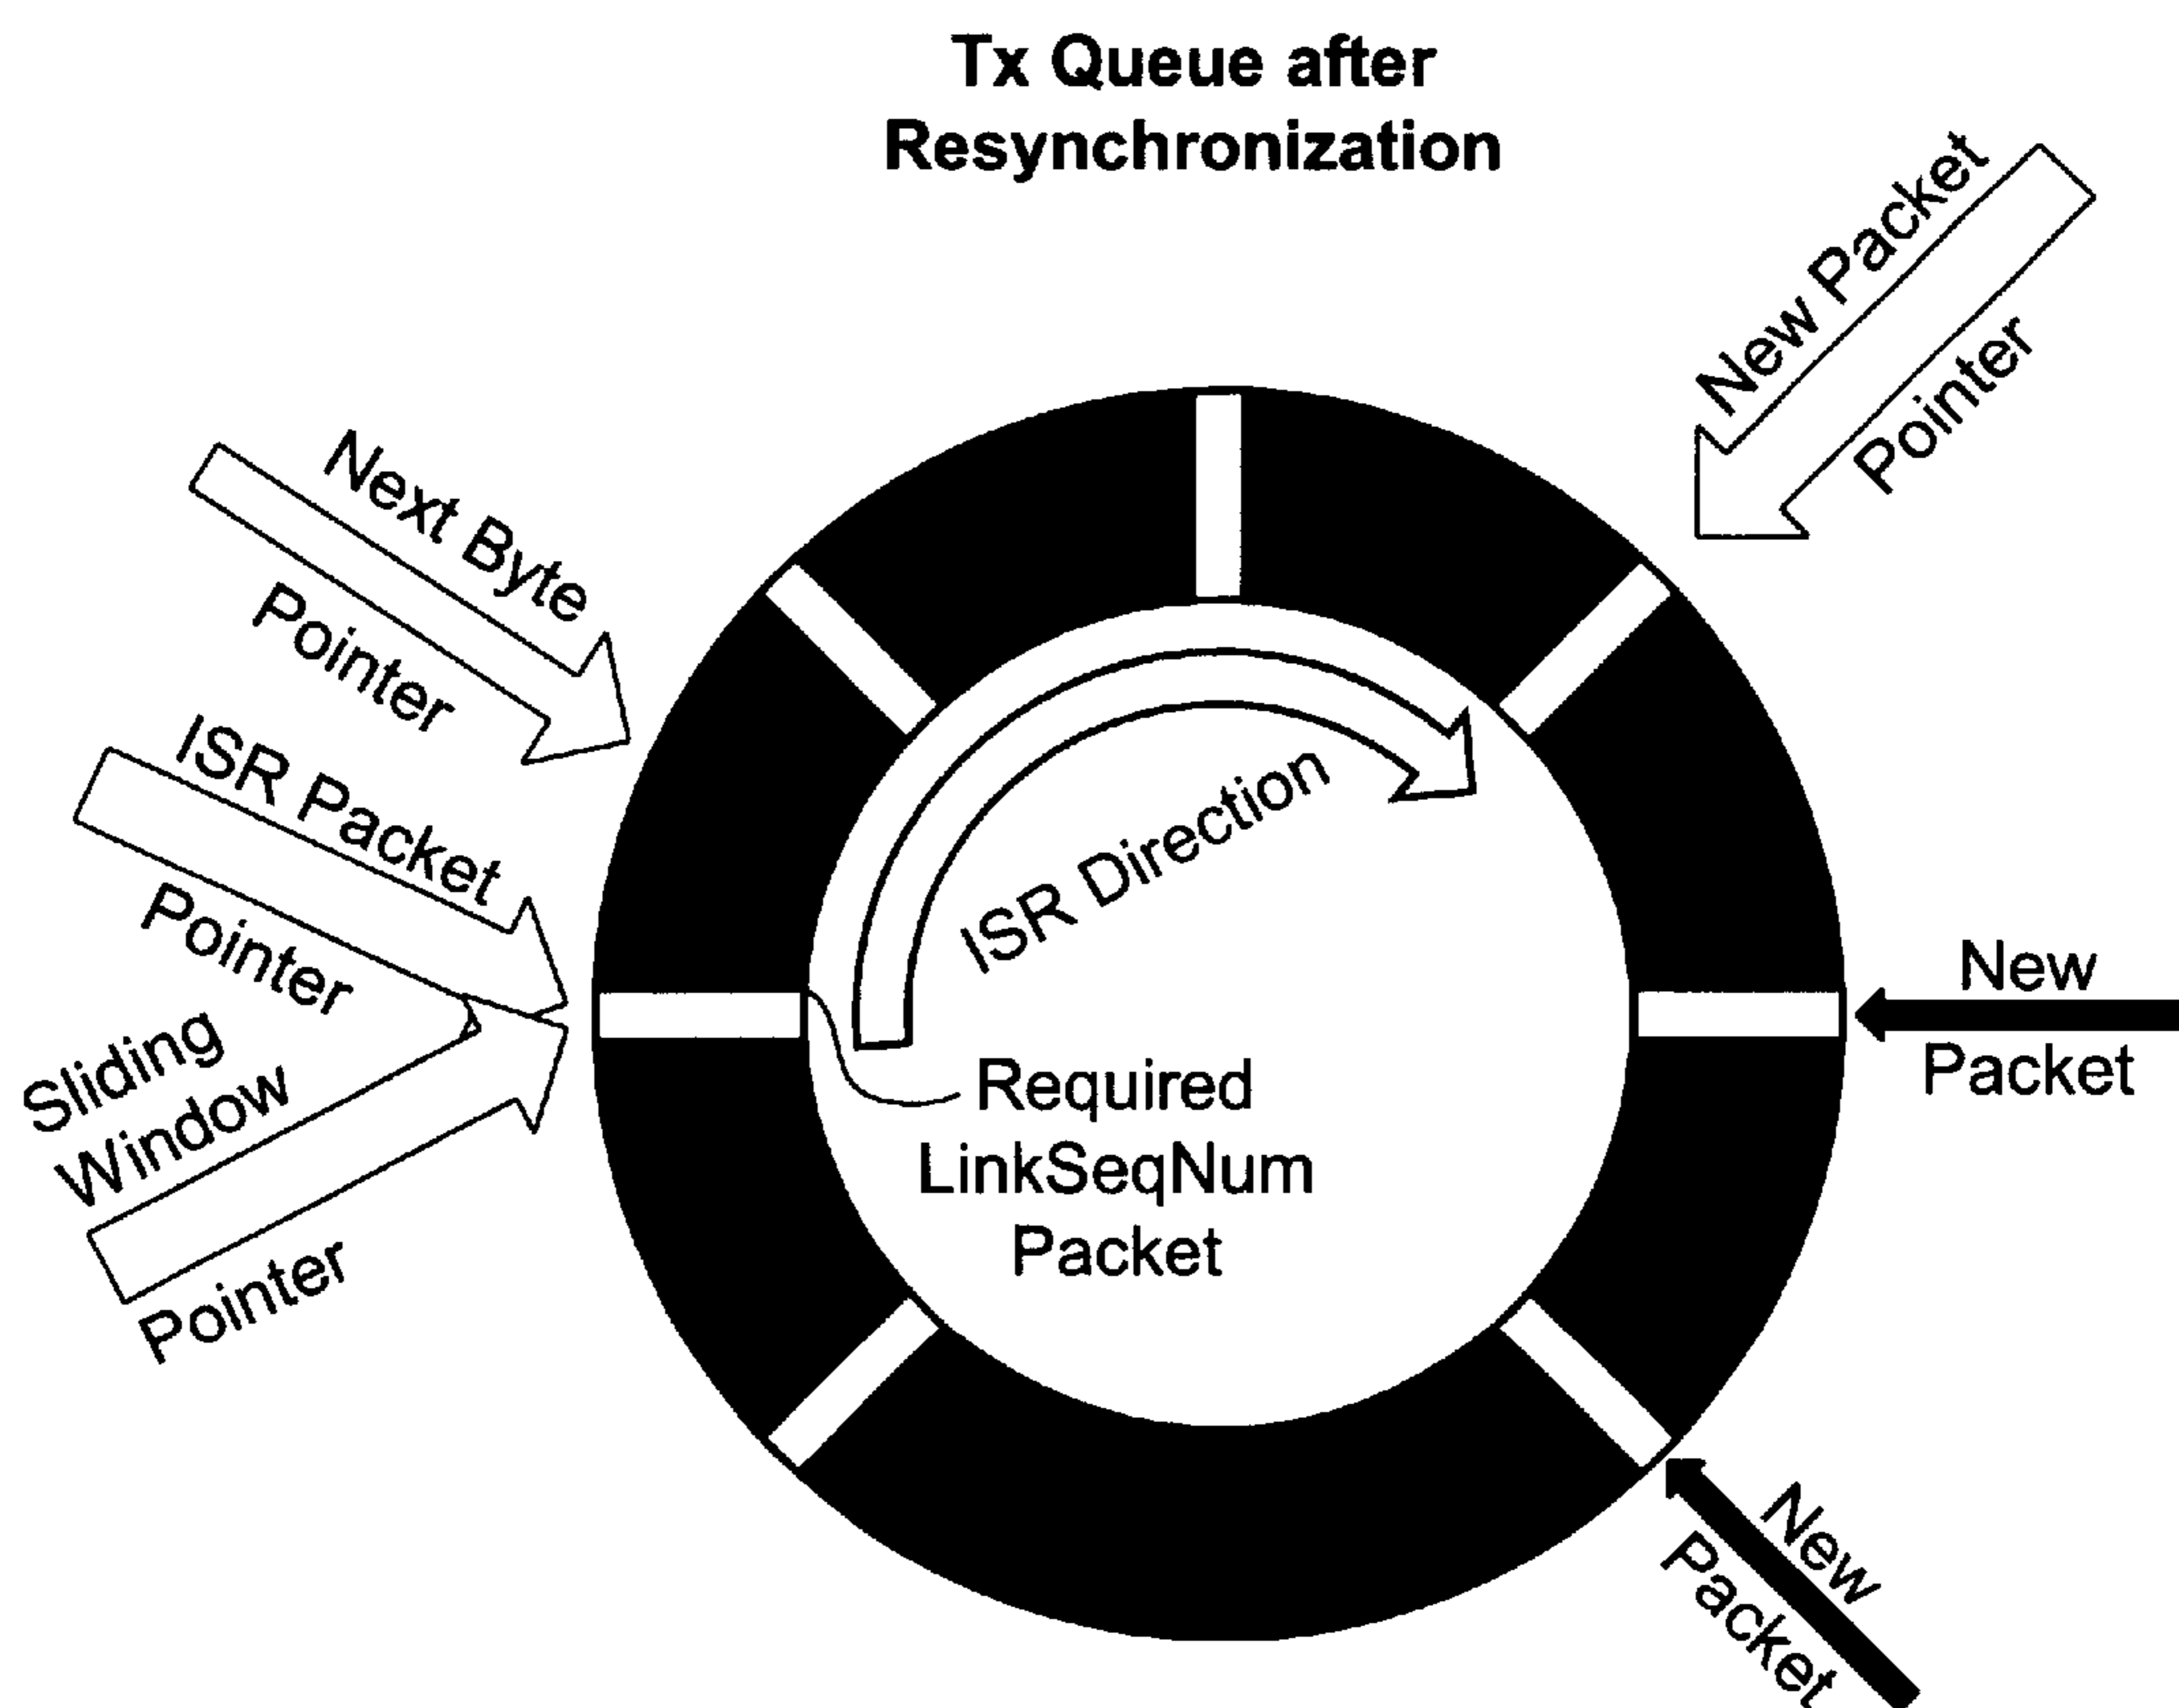 Tx Queue after
Resynchronization
New Packet
Pointer
Next Byte
Pointer
ISR Packet
Pointer
Sliding
Window
Pointer
ISR Direction
Required
LinkSeqNum
Packet
New
Packet
New
Packet